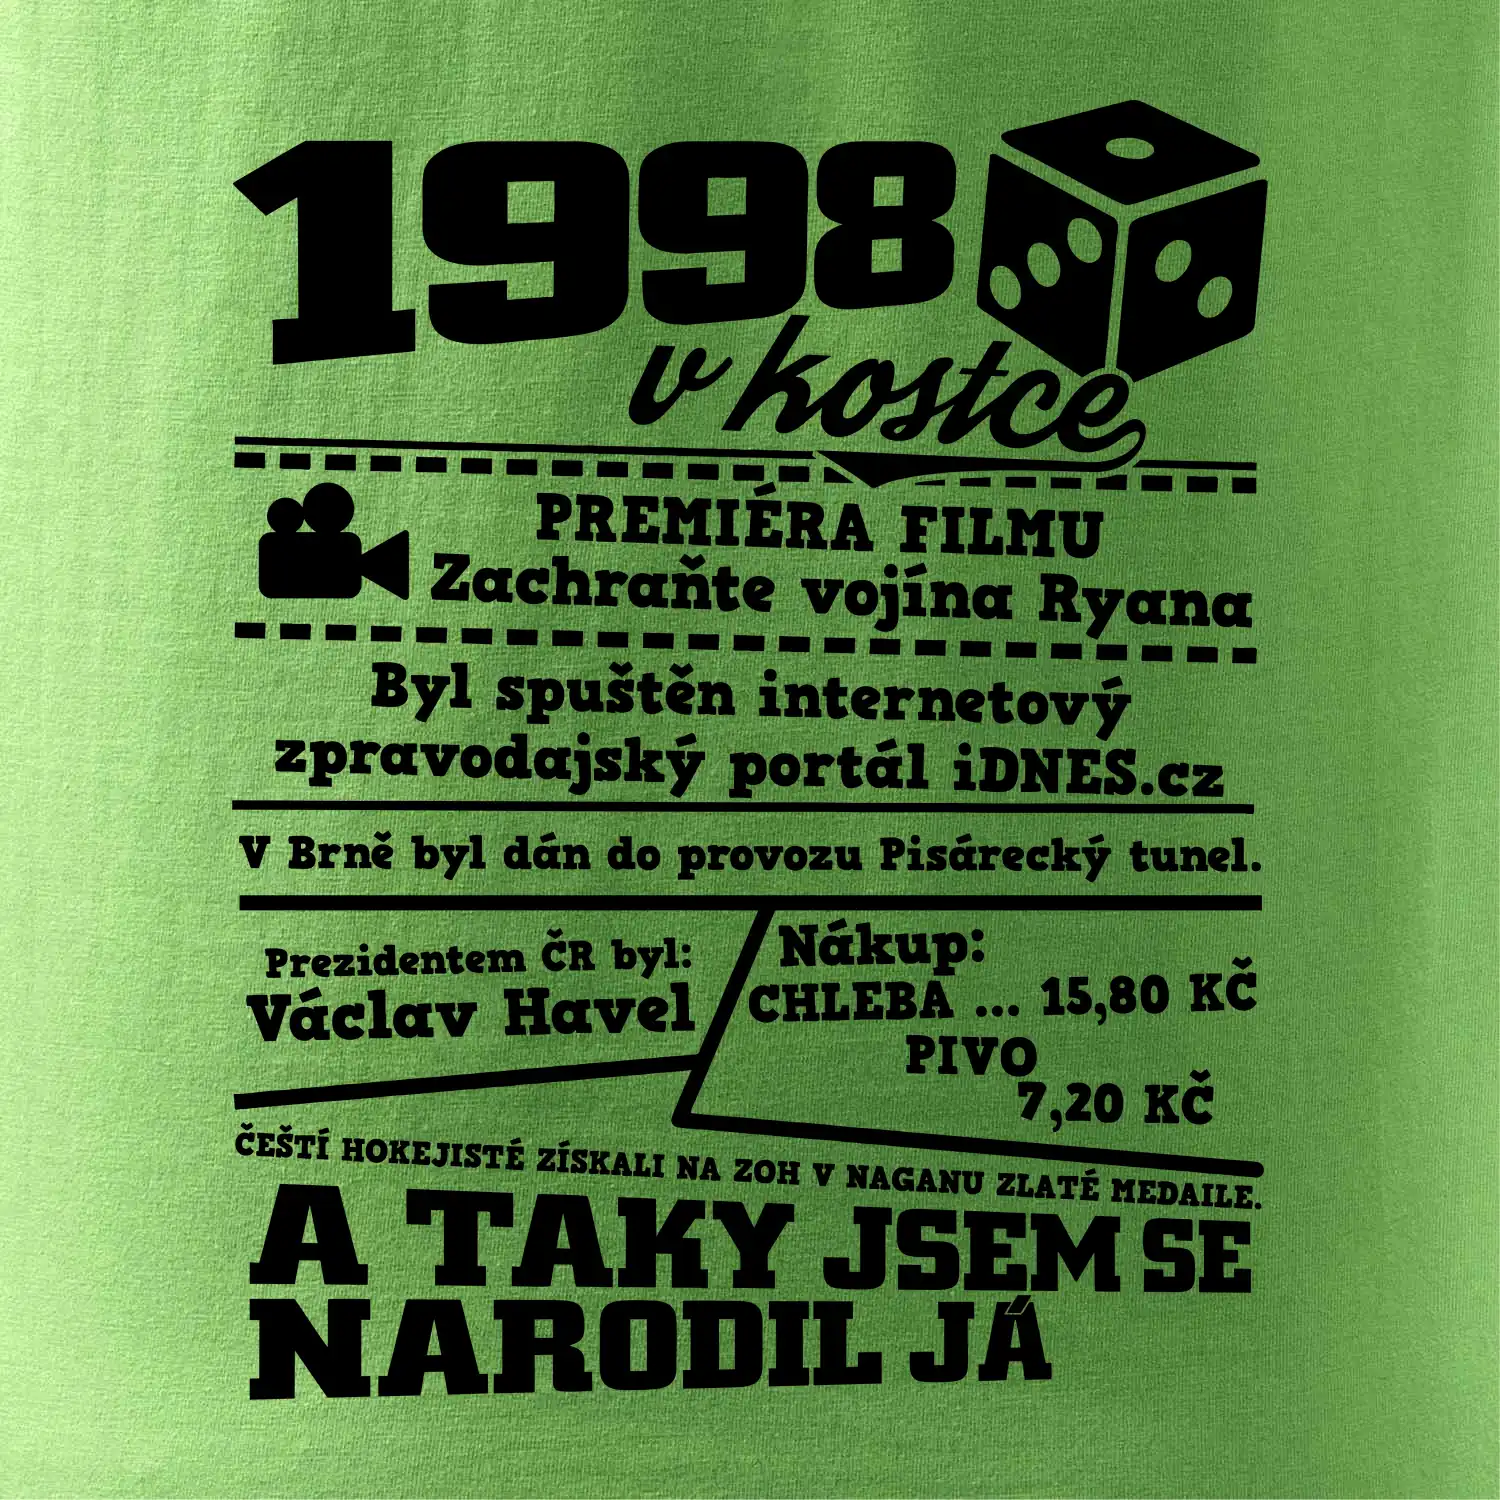 1998
v kostce
PREMIÉRA FILMU
Zachraňte vojína Ryana
Byl spuštěn internetový
zpravodajský portál iDNES.cz
V Brně byl dán do provozu Pisárecký tunel.
Prezidentem ČR byl:
Václav Havel
Nákup:
CHLEBA ... 15,80 KČ
PIVO
7,20 KČ
ČEŠTÍ HOKEJISTÉ ZÍSKALI NA ZOH V NAGANU ZLATÉ MEDAILE.
A TAKY JSEM SE
NARODIL JÁ